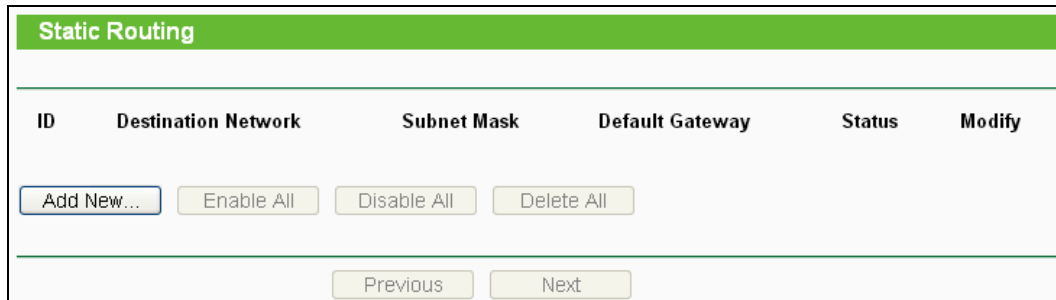 Static Routing
ID Destination Network Subnet Mask Default Gateway Status Modify
Add New... Enable All Disable All Delete All
Previous Next